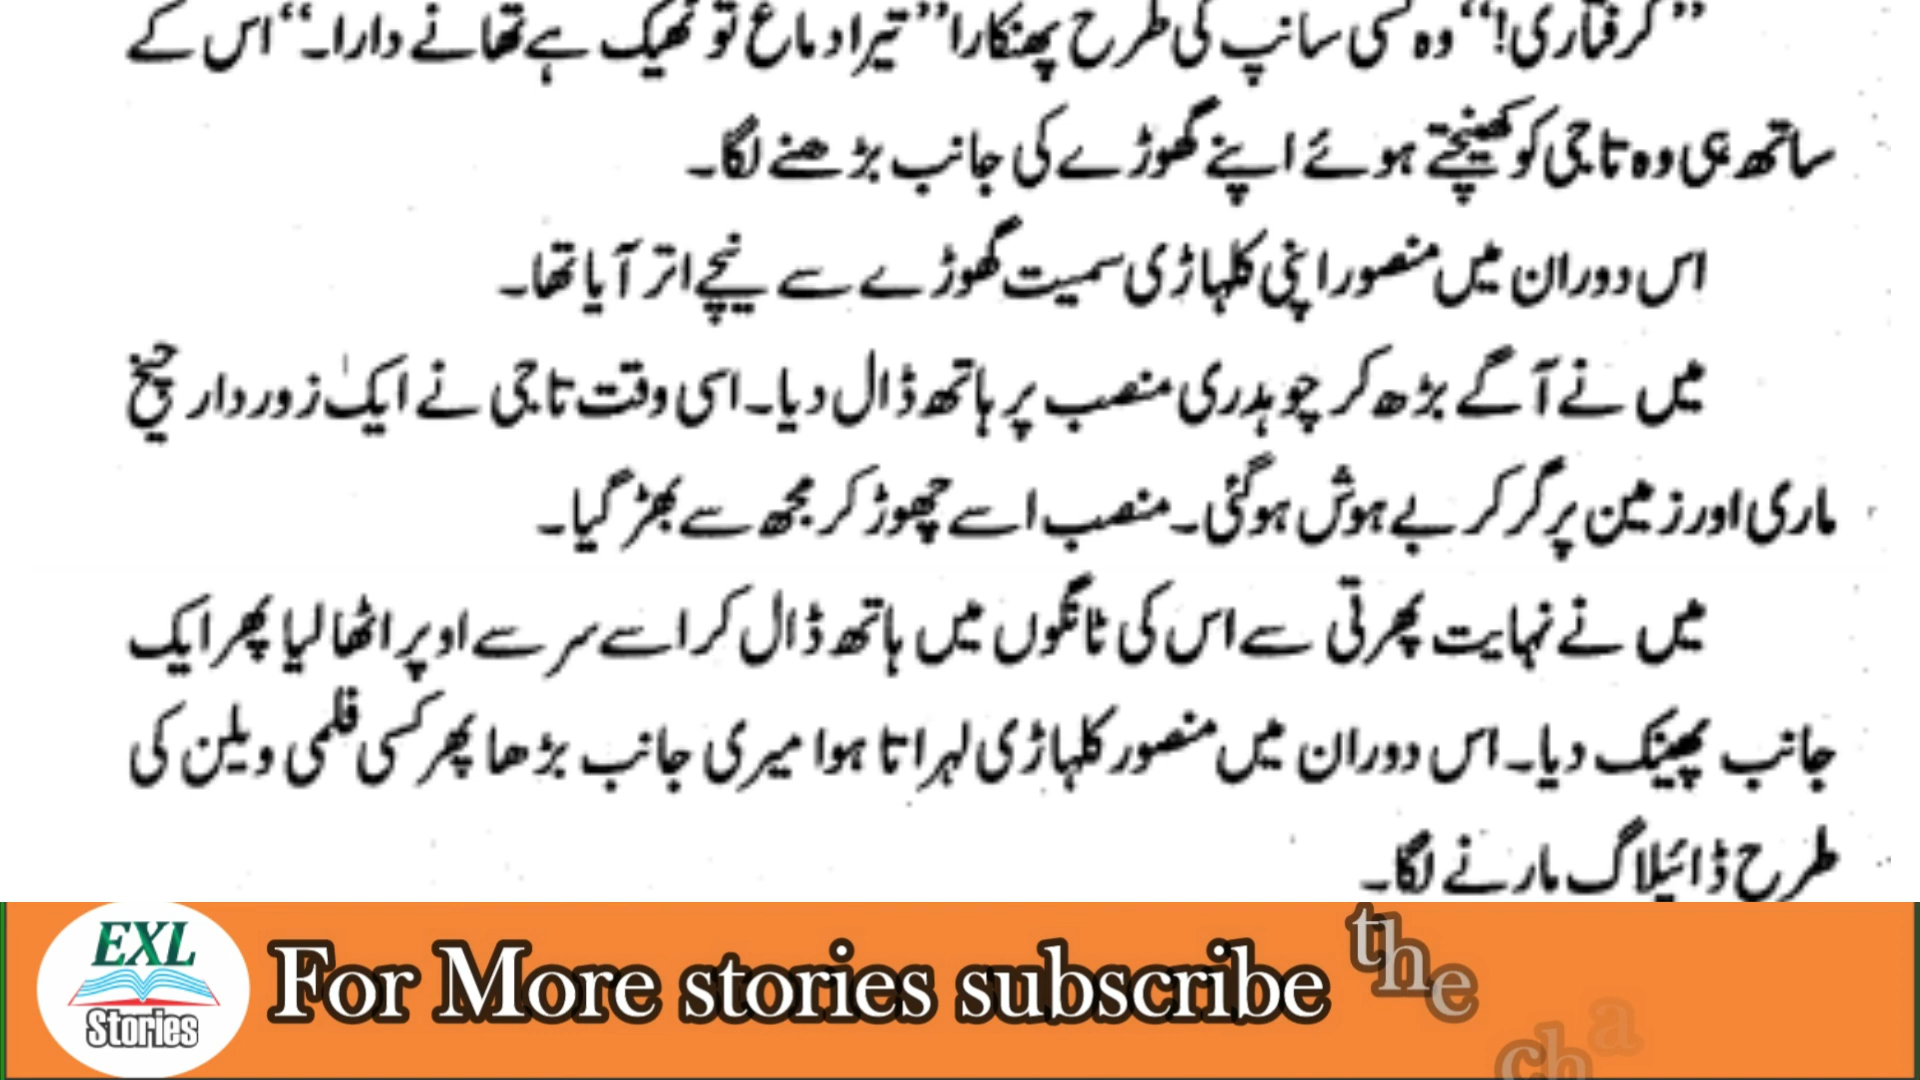 ”گرفتاری!“ وہ کسی سانپ کی طرح پھنکارا ”تیرا دماغ تو ٹھیک ہے تھانے دارا۔“ اس کے
ساتھ ہی وہ تاجی کو کھینچتے ہوئے اپنے گھوڑے کی جانب بڑھنے لگا۔
اس دوران میں منصور اپنی کلہاڑی سمیت گھوڑے سے نیچے اتر آیا تھا۔
میں نے آگے بڑھ کر چوہدری منصب پر ہاتھ ڈال دیا۔ اسی وقت تاجی نے ایک زوردار چیخ
ماری اور زمین پر گر کر بے ہوش ہو گئی۔ منصب اسے چھوڑ کر مجھ سے بھڑ گیا۔
میں نے نہایت پھرتی سے اس کی ٹانگوں میں ہاتھ ڈال کر اسے سر سے اوپر اٹھا لیا پھر ایک
جانب پھینک دیا۔ اس دوران میں منصور کلہاڑی لہراتا ہوا میری جانب بڑھا پھر کسی فلمی ویلن کی
طرح ڈائیلاگ مارنے لگا۔
EXL
Stories
For More stories subscribe the
cha